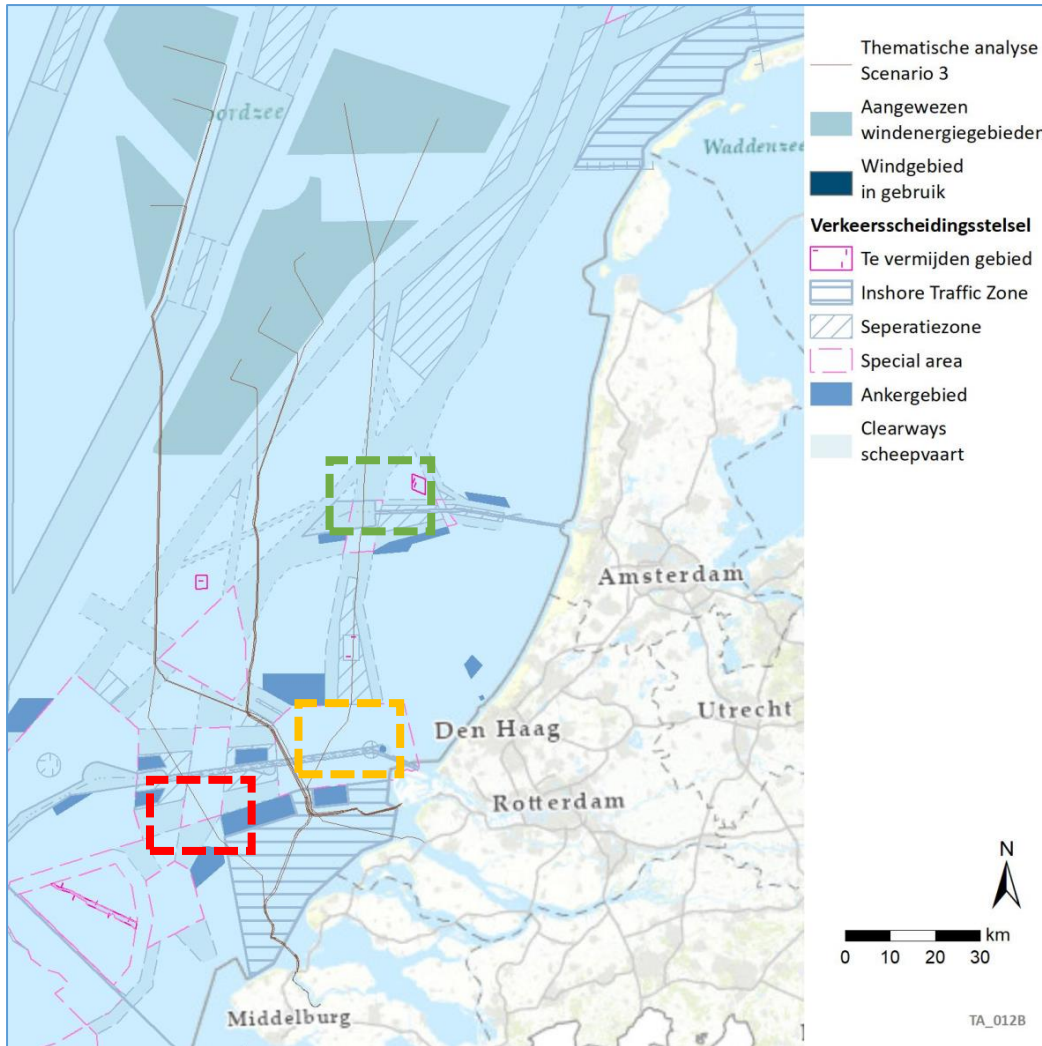 oordzee
Waddenzee
Amsterdam
Utrecht
Den Haag
Rotterdam
Middelburg
Thematische analyse
Scenario 3
Aangewezen
windenergiegebieden
Windgebied
in gebruik
Verkeersscheidingsstelsel
Te vermijden gebied
Inshore Traffic Zone
Seperatiezone
Special area
Ankergebied
Clearways
scheepvaart
N
km
0 10 20 30
TA_012B